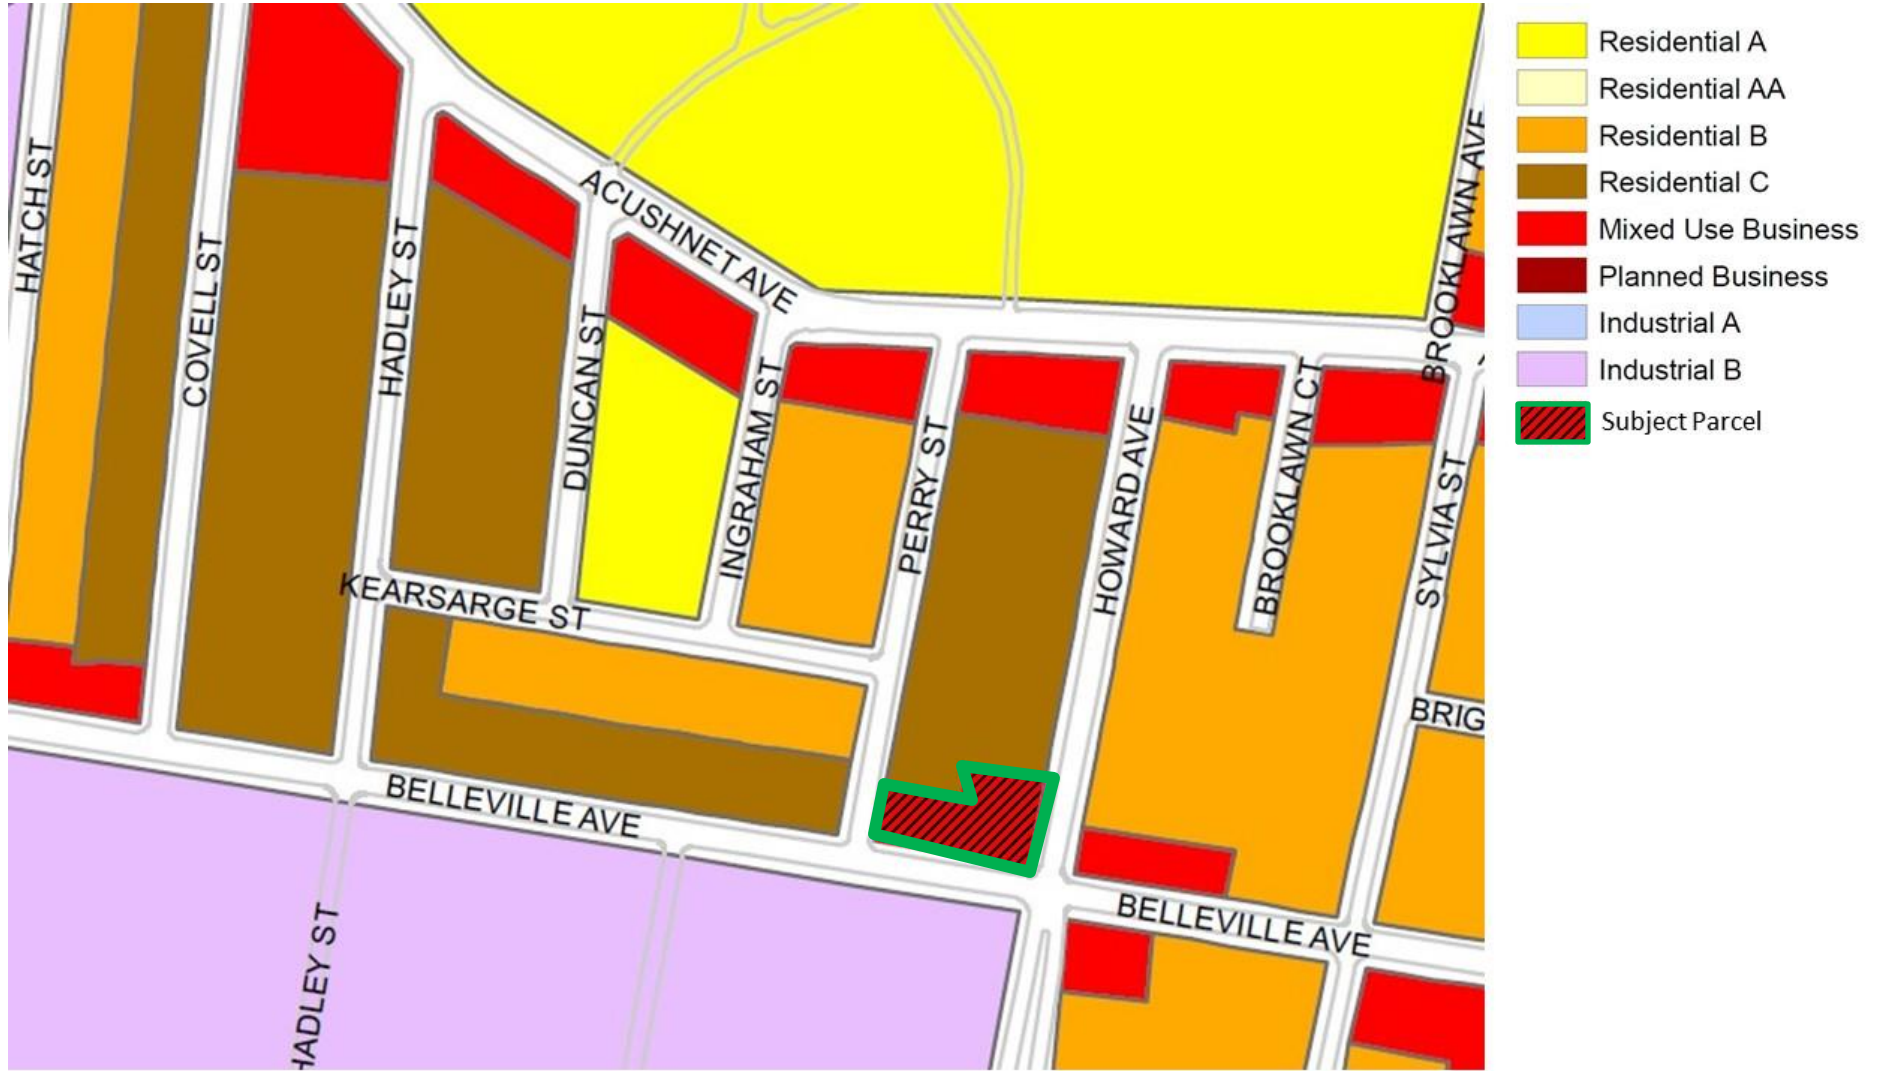 HATCH ST
COVELL ST
HADLEY ST
ACUSHNET AVE
DUNCAN ST
INGRAHAM ST
PERRY ST
HOWARD AVE
BROOKLAWN CT
BROOKLAWN AVE
SYLVIA ST
KEARSARGE ST
BRIG
BELLEVILLE AVE
BELLEVILLE AVE
HADLEY ST
Residential A
Residential AA
Residential B
Residential C
Mixed Use Business
Planned Business
Industrial A
Industrial B
Subject Parcel